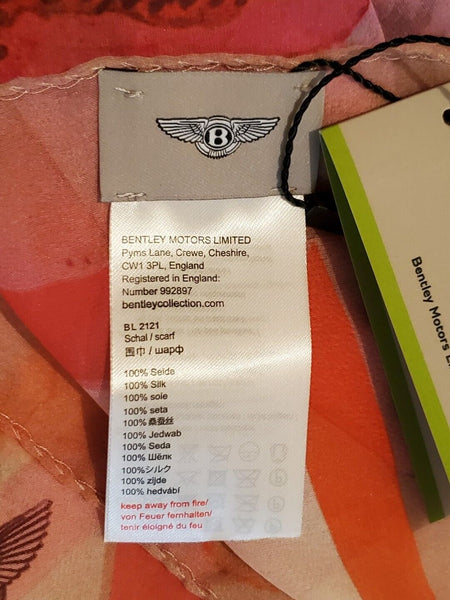 B
BENTLEY MOTORS LIMITED
Pyms Lane, Crewe, Cheshire,
CW1 3PL, England
Registered in England:
Number 992897
bentleycollection.com
BL 2121
Schal / scarf
围巾 / шарф
100% Seide
100% Silk
100% soie
100% seta
100% 桑蚕丝
100% Jedwab
100% Seda
100% Шёлк
100% シルク
100% zijde
100% hedvábí
keep away from fire/
von Feuer fernhalten/
tenir éloigné du feu
Bentley Motors